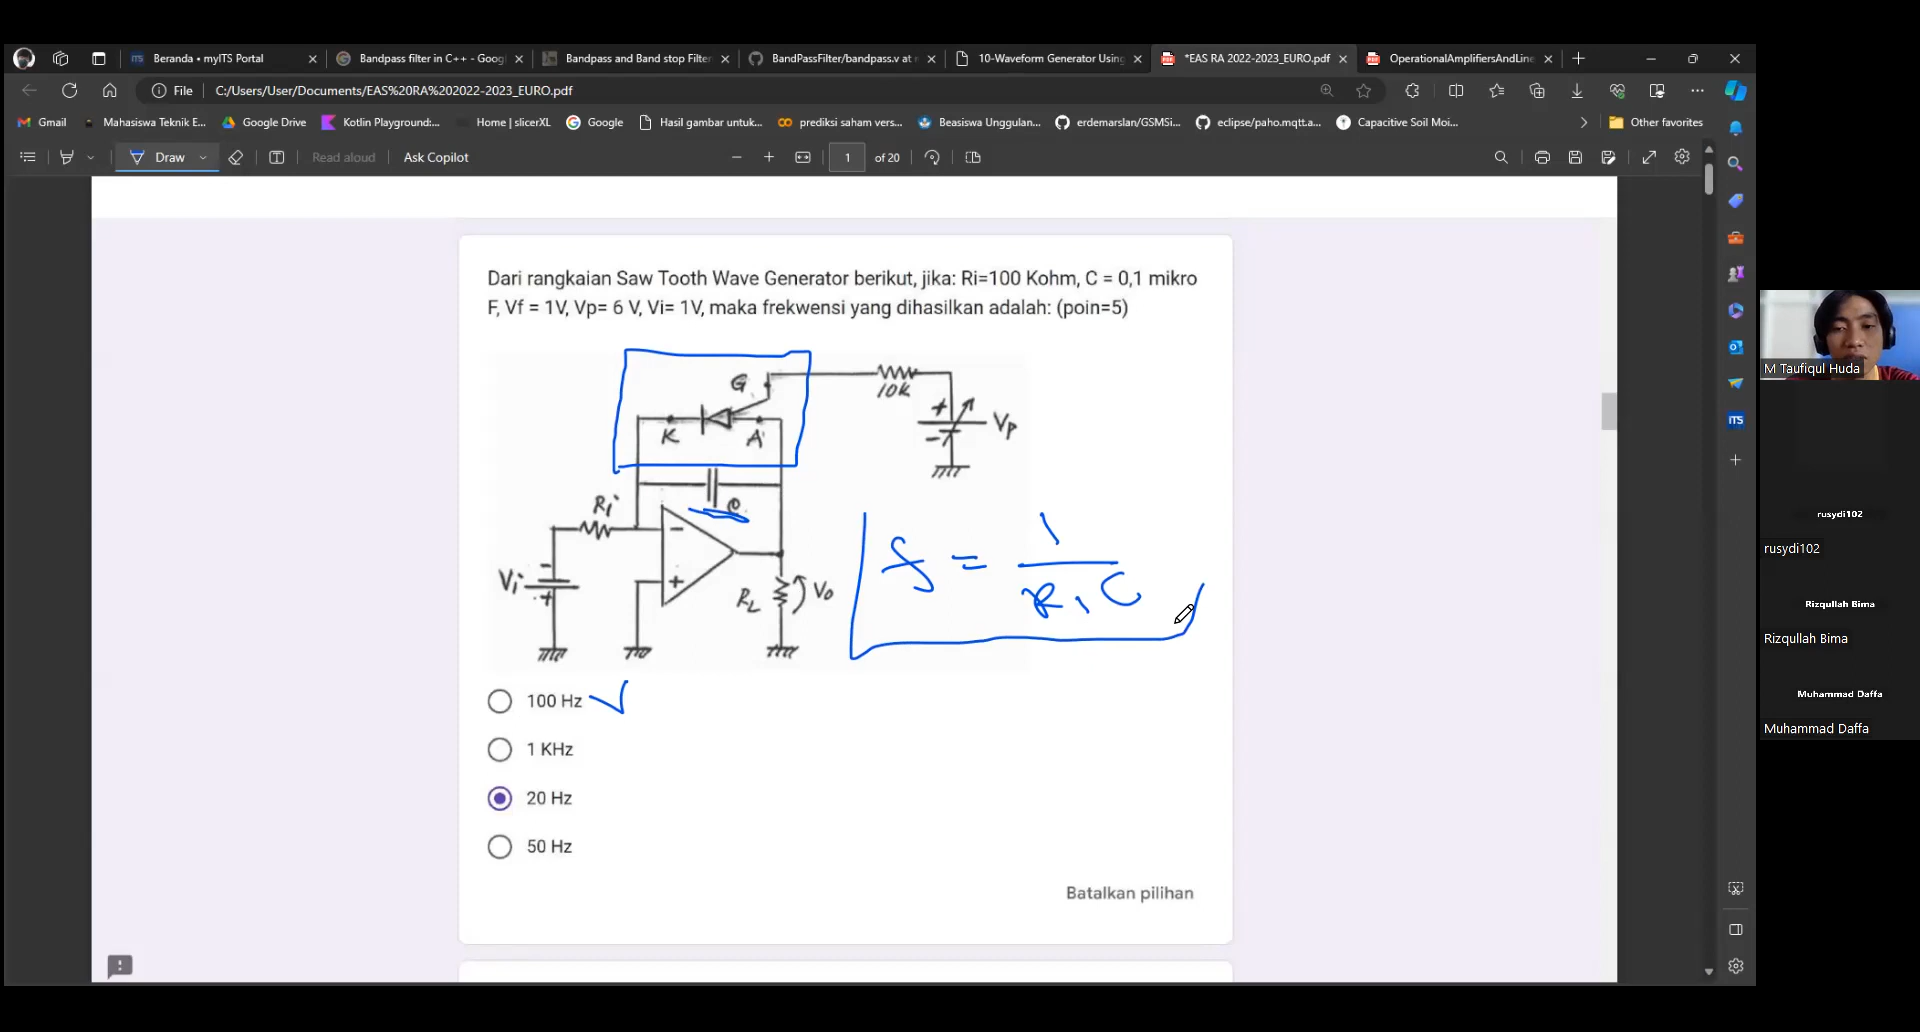 Beranda • myITS Portal
Bandpass filter in C++ - Goog
Bandpass and Band stop Filter
BandPassFilter/bandpass.v at
10-Waveform Generator Using
*EAS RA 2022-2023_EURO.pdf
OperationalAmplifiersAndLine
File
C:/Users/User/Documents/EAS%20RA%202022-2023_EURO.pdf
Gmail
Mahasiswa Teknik E...
Google Drive
Kotlin Playground:...
Home | slicerXL
Google
Hasil gambar untuk...
prediksi saham vers...
Beasiswa Unggulan...
erdemarslan/GSMSi...
eclipse/paho.mqtt.a...
Capacitive Soil Moi...
Other favorites
Draw
Read aloud
Ask Copilot
1 of 20
Dari rangkaian Saw Tooth Wave Generator berikut, jika: Ri=100 Kohm, C = 0,1 mikro
F, Vf = 1V, Vp= 6 V, Vi= 1V, maka frekwensi yang dihasilkan adalah: (poin=5)
G
10K
K
A
+
-
Vp
C
Ri
-
+
Vi
-
+
RL
Vo
f = 1
RiC
100 Hz
1 KHz
20 Hz
50 Hz
Batalkan pilihan
ITS
M Taufiqul Huda
rusydi102
rusydi102
Rizqullah Bima
Rizqullah Bima
Muhammad Daffa
Muhammad Daffa